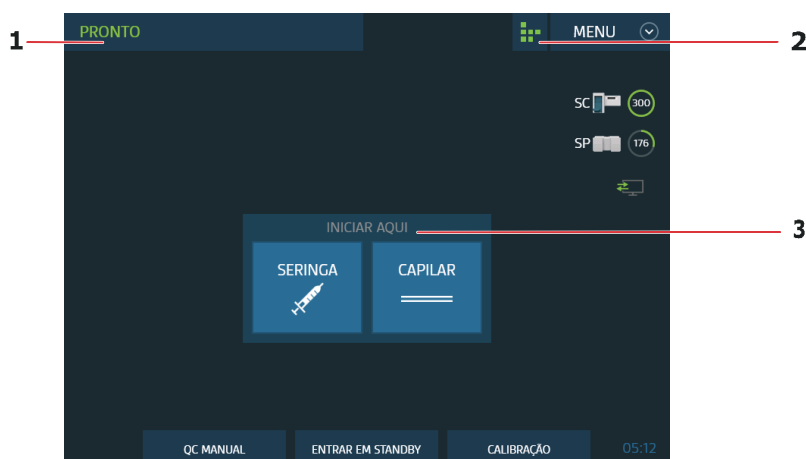 PRONTO
MENU
1
2
SC 300
SP 176
INICIAR AQUI
3
SERINGA CAPILAR
QC MANUAL ENTRAR EM STANDBY CALIBRAÇÃO 05:12